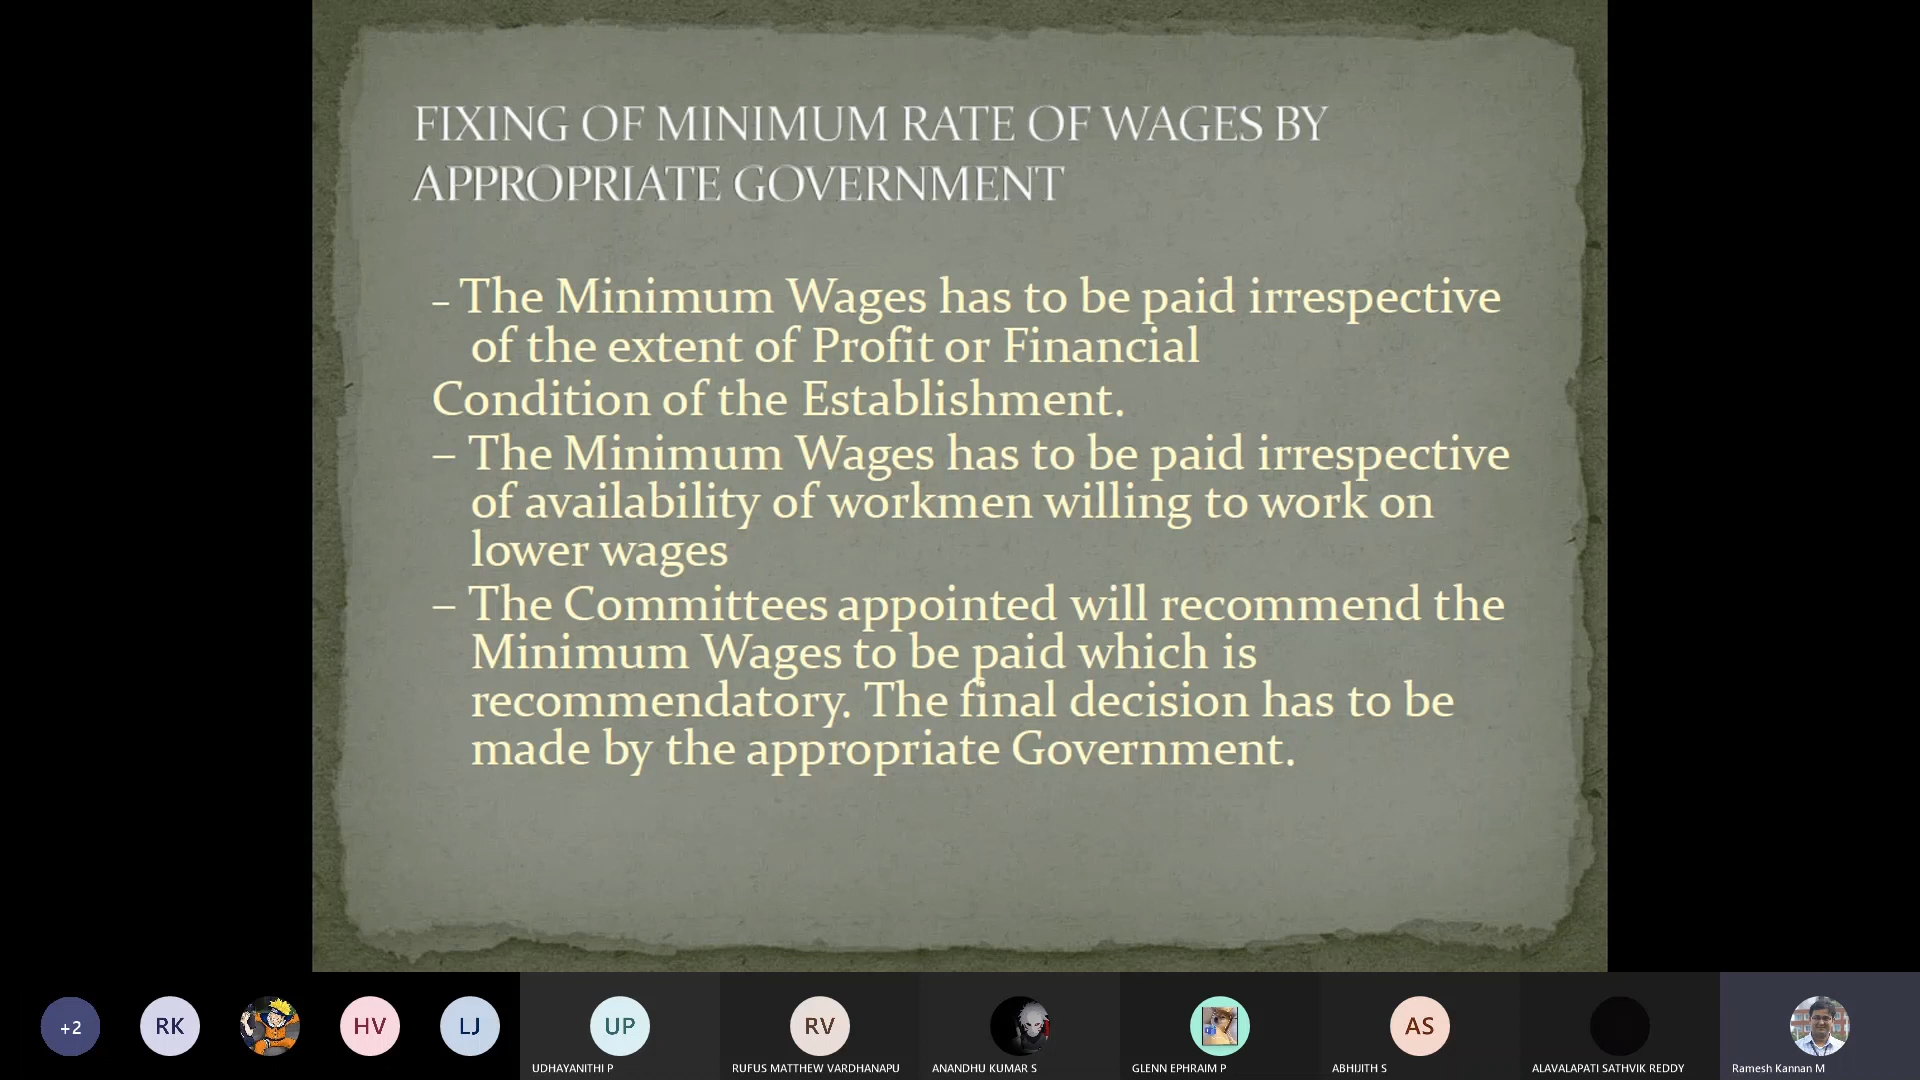 FIXING OF MINIMUM RATE OF WAGES BY
APPROPRIATE GOVERNMENT
– The Minimum Wages has to be paid irrespective
of the extent of Profit or Financial
Condition of the Establishment.
– The Minimum Wages has to be paid irrespective
of availability of workmen willing to work on
lower wages
– The Committees appointed will recommend the
Minimum Wages to be paid which is
recommendatory. The final decision has to be
made by the appropriate Government.
+2
RK
HV
LJ
UP
RV
AS
UDHAYANITHI P
RUFUS MATTHEW VARDHANAPU
ANANDHU KUMAR S
GLENN EPHRAIM P
ABHIJITH S
ALAVALAPATI SATHVIK REDDY
Ramesh Kannan M